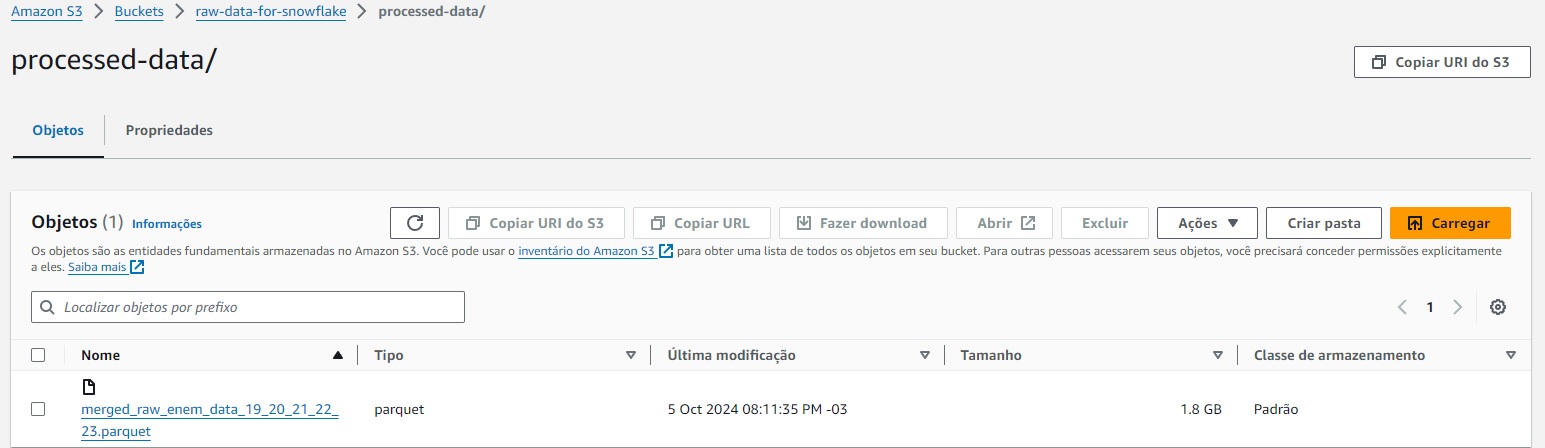 Amazon S3 > Buckets > raw-data-for-snowflake > processed-data/
processed-data/
Copiar URI do S3
Objetos Propriedades
Objetos (1) Informações Copiar URI do S3 Copiar URL Fazer download Abrir Excluir Ações Criar pasta Carregar
Os objetos são as entidades fundamentais armazenadas no Amazon S3. Você pode usar o inventário do Amazon S3 para obter uma lista de todos os objetos em seu bucket. Para outras pessoas acessarem seus objetos, você precisará conceder permissões explicitamente
a eles. Saiba mais
Localizar objetos por prefixo
< 1 >
Nome Tipo Última modificação Tamanho Classe de armazenamento
merged_raw_enem_data_19_20_21_22_
23.parquet
parquet 5 Oct 2024 08:11:35 PM -03 1.8 GB Padrão